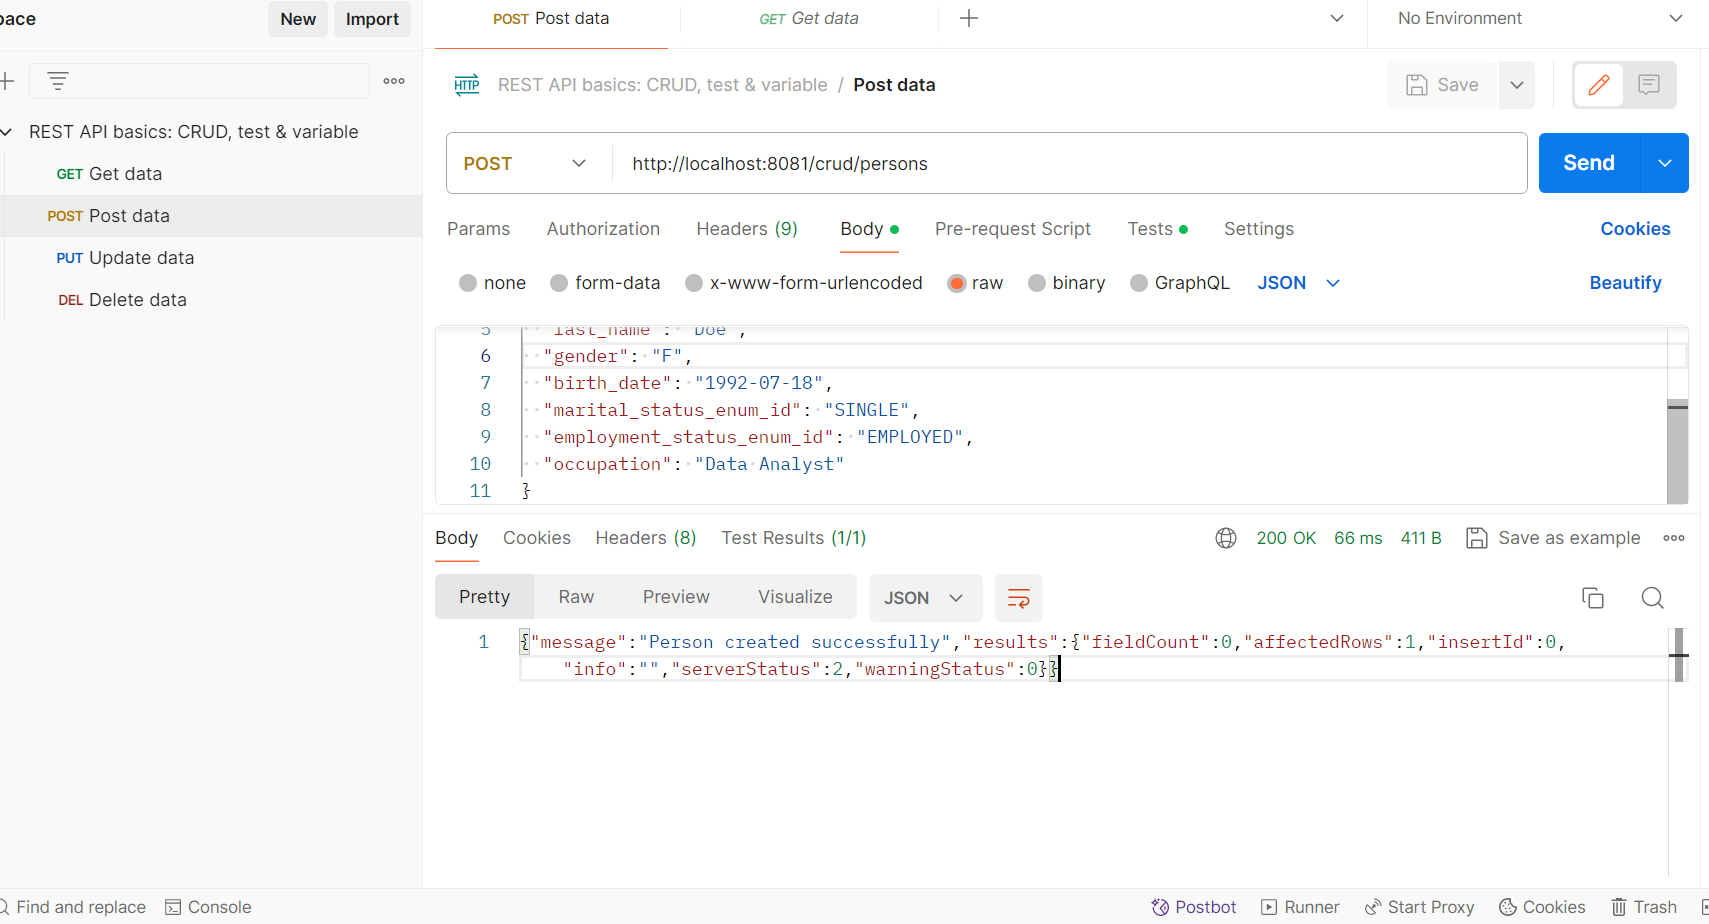 pace
New
Import
POST Post data
GET Get data
No Environment
REST API basics: CRUD, test & variable
GET Get data
POST Post data
PUT Update data
DEL Delete data
HTTP
REST API basics: CRUD, test & variable / Post data
Save
POST
http://localhost:8081/crud/persons
Send
Params
Authorization
Headers (9)
Body
Pre-request Script
Tests
Settings
Cookies
none
form-data
x-www-form-urlencoded
raw
binary
GraphQL
JSON
Beautify
5 "last_name": "Doe",
6 "gender": "F",
7 "birth_date": "1992-07-18",
8 "marital_status_enum_id": "SINGLE",
9 "employment_status_enum_id": "EMPLOYED",
10 "occupation": "Data Analyst"
11 }
Body
Cookies
Headers (8)
Test Results (1/1)
200 OK
66 ms
411 B
Save as example
Pretty
Raw
Preview
Visualize
JSON
1 {"message":"Person created successfully","results":{"fieldCount":0,"affectedRows":1,"insertId":0,
"info":"","serverStatus":2,"warningStatus":0}}
Find and replace
Console
Postbot
Runner
Start Proxy
Cookies
Trash